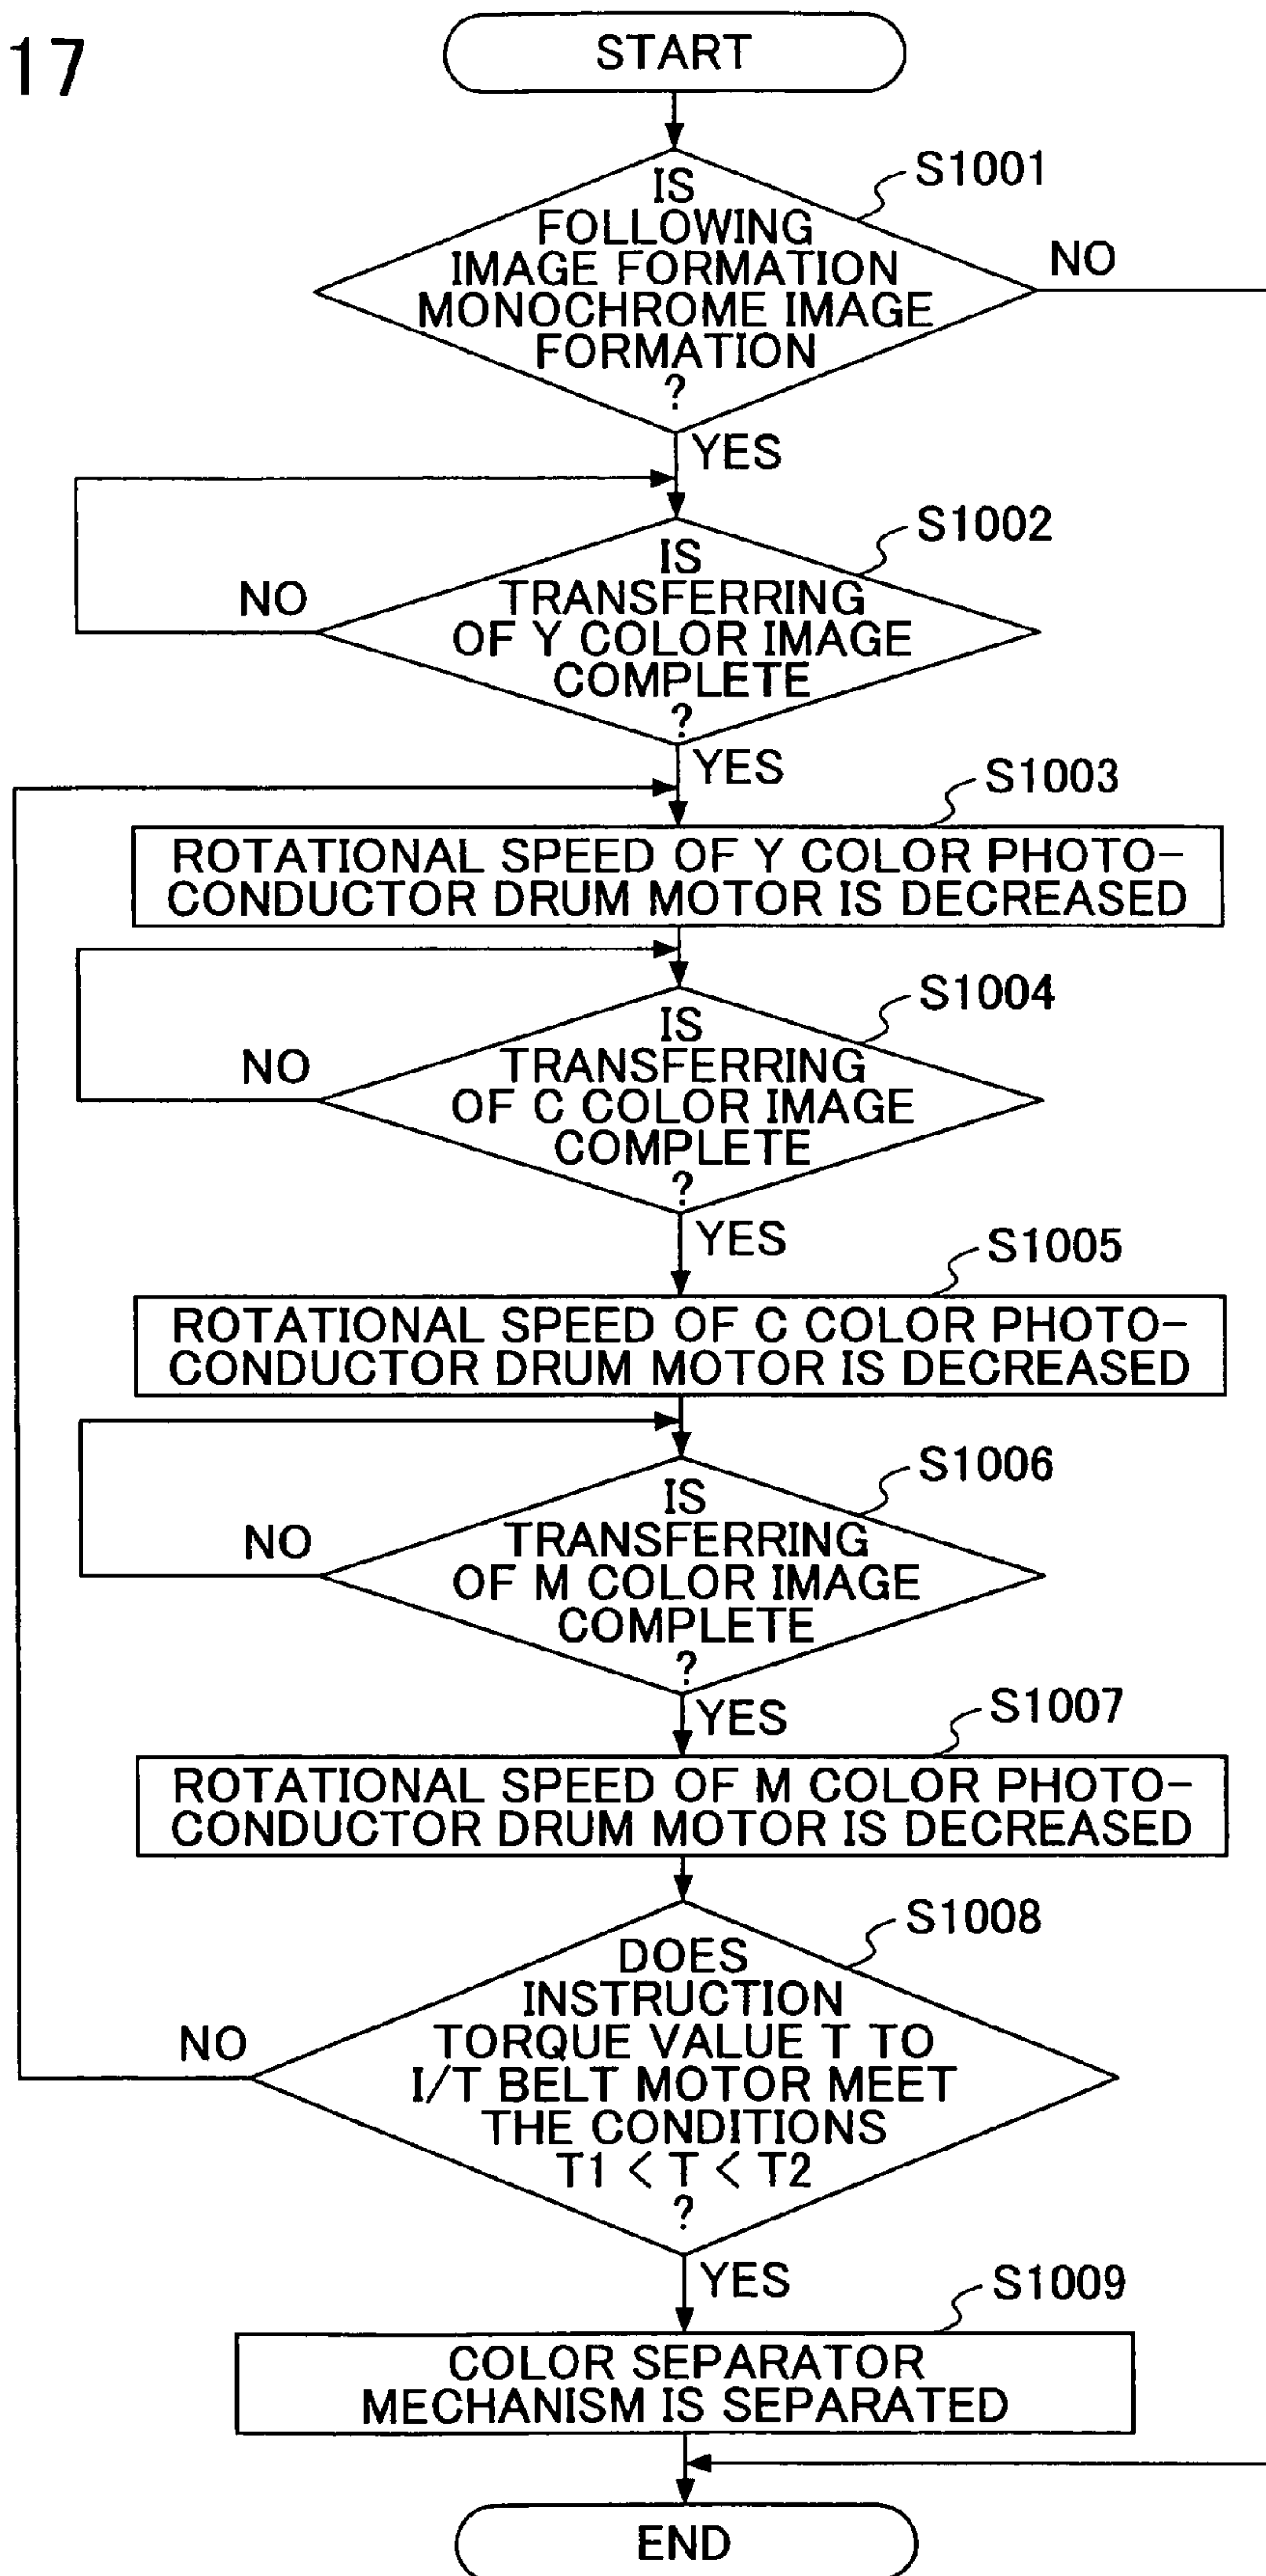 17
START
S1001
IS
FOLLOWING
IMAGE FORMATION
MONOCHROME IMAGE
FORMATION
?
NO
YES
S1002
IS
TRANSFERRING
OF Y COLOR IMAGE
COMPLETE
?
NO
YES
S1003
ROTATIONAL SPEED OF Y COLOR PHOTO-
CONDUCTOR DRUM MOTOR IS DECREASED
S1004
IS
TRANSFERRING
OF C COLOR IMAGE
COMPLETE
?
NO
YES
S1005
ROTATIONAL SPEED OF C COLOR PHOTO-
CONDUCTOR DRUM MOTOR IS DECREASED
S1006
IS
TRANSFERRING
OF M COLOR IMAGE
COMPLETE
?
NO
YES
S1007
ROTATIONAL SPEED OF M COLOR PHOTO-
CONDUCTOR DRUM MOTOR IS DECREASED
S1008
DOES
INSTRUCTION
TORQUE VALUE T TO
I/T BELT MOTOR MEET
THE CONDITIONS
T1 < T < T2
?
NO
YES
S1009
COLOR SEPARATOR
MECHANISM IS SEPARATED
END